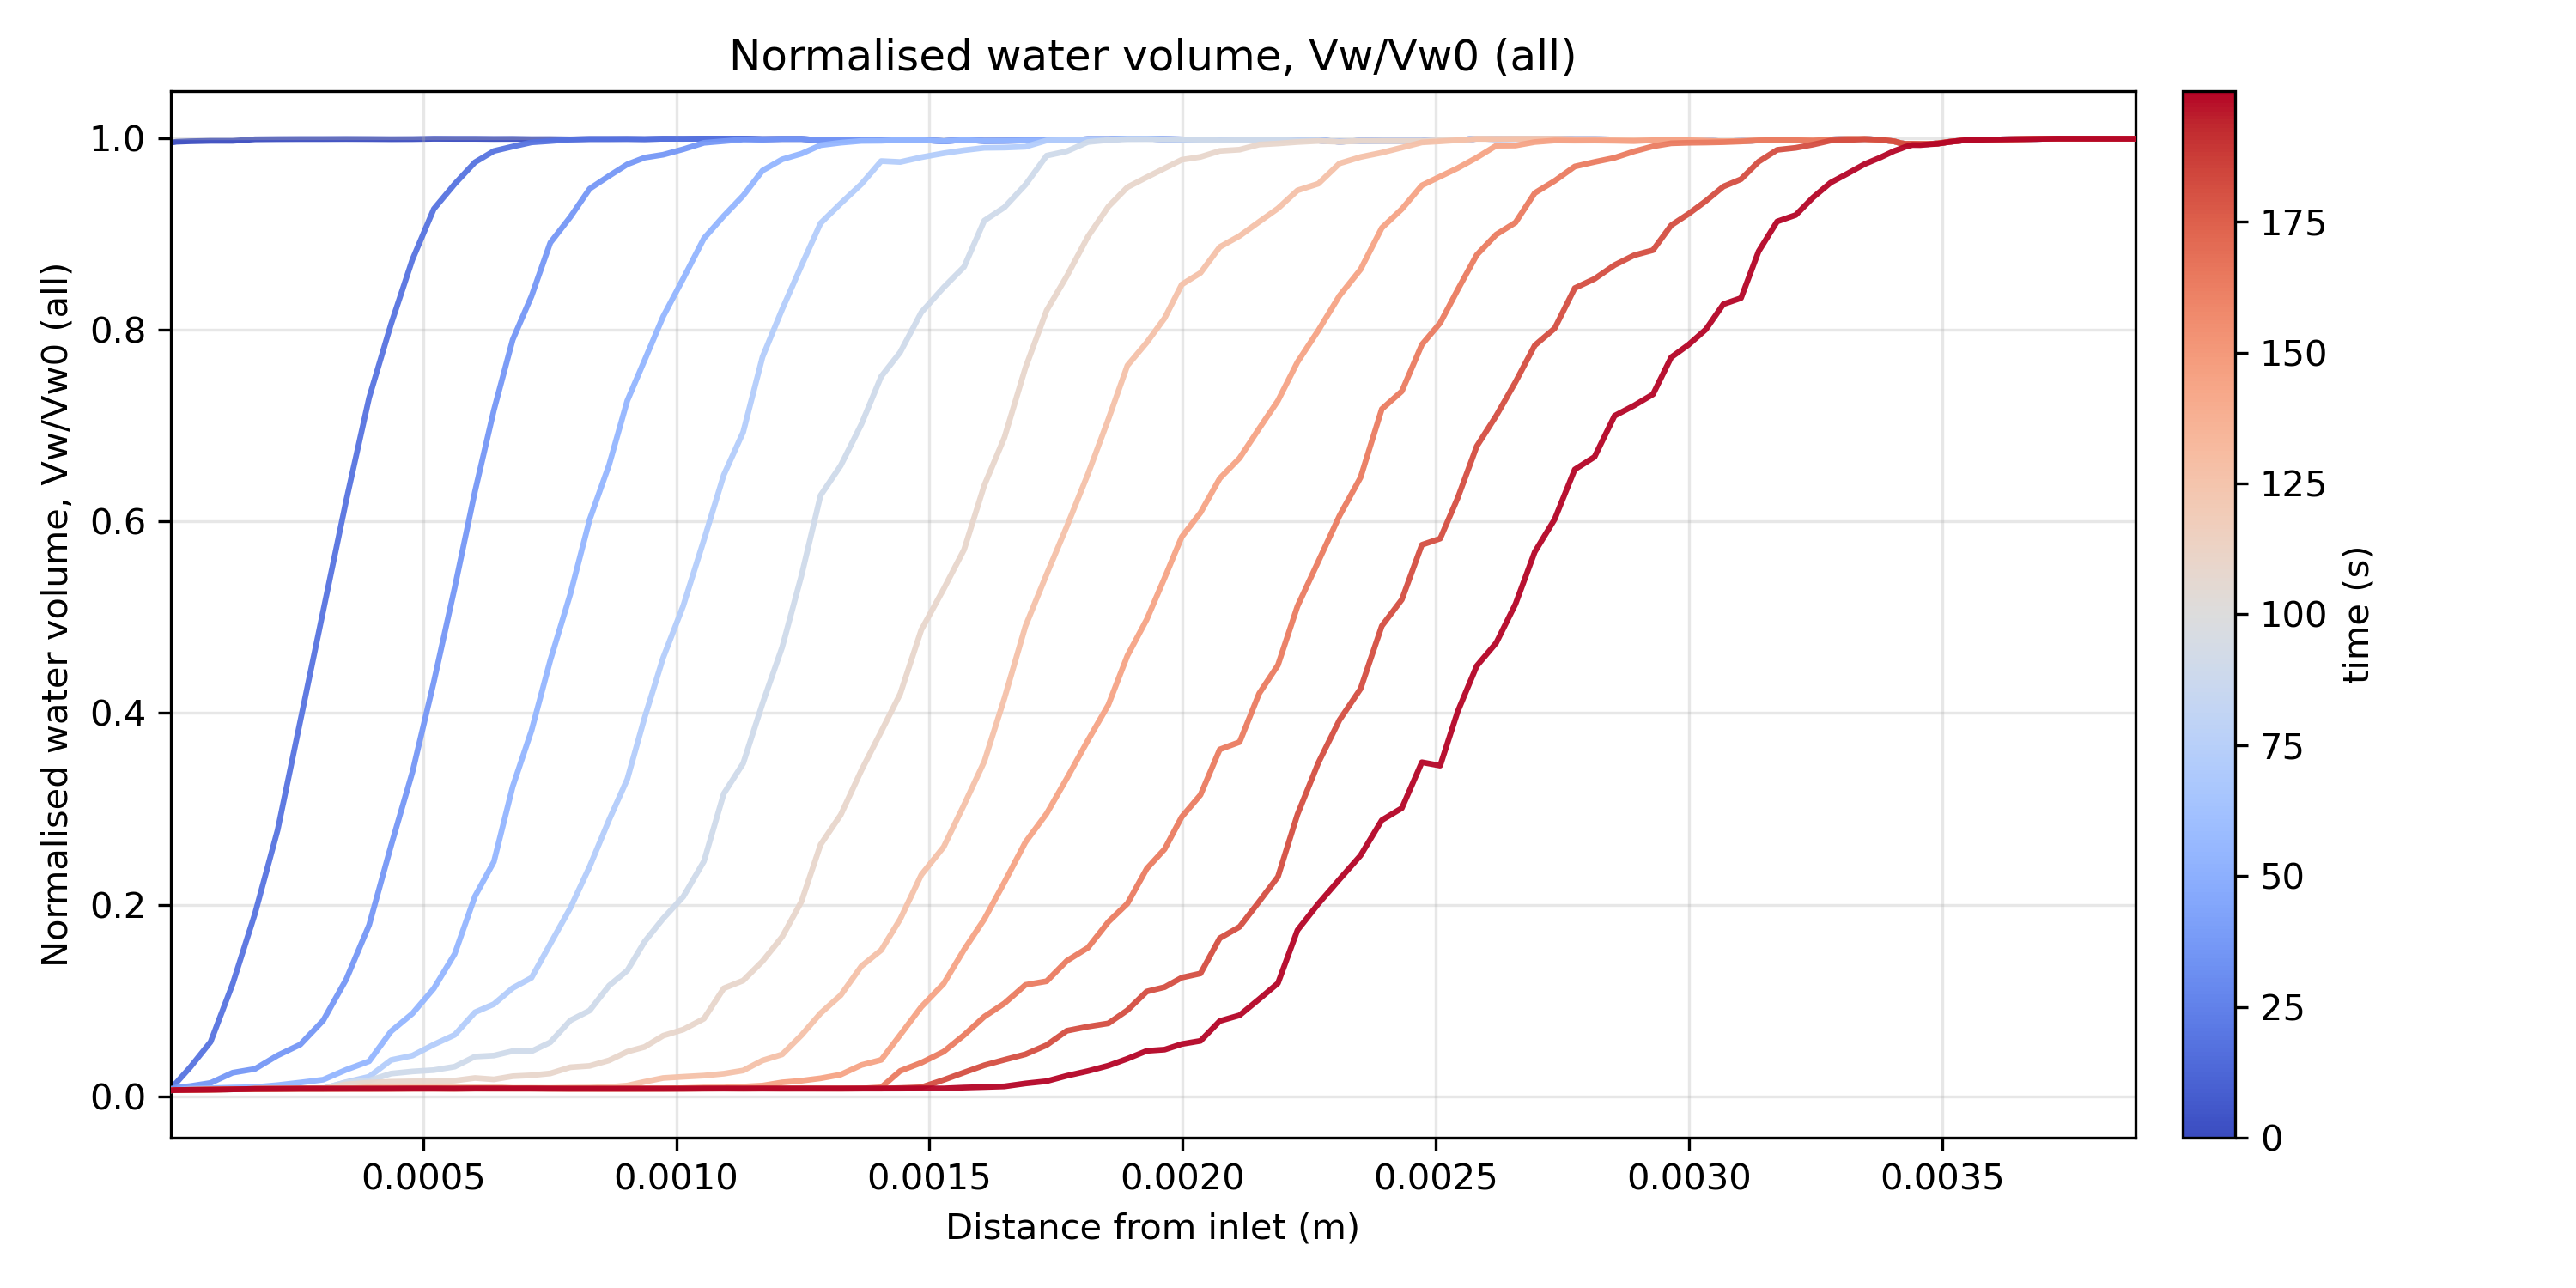 Normalised water volume, Vw/Vw0 (all)
Normalised water volume, Vw/Vw0 (all)
1.0
0.8
0.6
0.4
0.2
0.0
0.0005 0.0010 0.0015 0.0020 0.0025 0.0030 0.0035
Distance from inlet (m)
175
150
125
100
75
50
25
0
time (s)